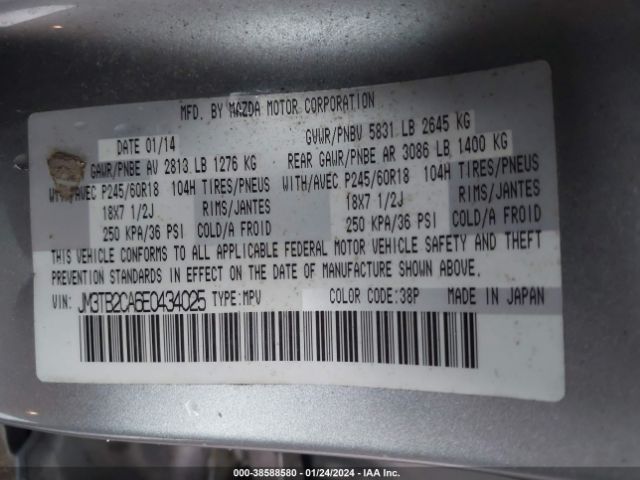 MFD. BY MAZDA MOTOR CORPORATION
DATE 01/14 GVWR/PNBV 5831 LB 2645 KG
GAWR/PNBE AV 2813 LB 1276 KG REAR GAWR/PNBE AR 3086 LB 1400 KG
WITH/AVEC P245/60R18 104H TIRES/PNEUS WITH/AVEC P245/60R18 104H TIRES/PNEUS
18X7 1/2J RIMS/JANTES 18X7 1/2J RIMS/JANTES
250 KPA/36 PSI COLD/A FROID 250 KPA/36 PSI COLD/A FROID
THIS VEHICLE CONFORMS TO ALL APPLICABLE FEDERAL MOTOR VEHICLE SAFETY AND THEFT
PREVENTION STANDARDS IN EFFECT ON THE DATE OF MANUFACTURE SHOWN ABOVE.
VIN: JM3TB2CA6E0434025 TYPE:MPV COLOR CODE:38P MADE IN JAPAN
000-38588580 - 01/24/2024 - IAA Inc.